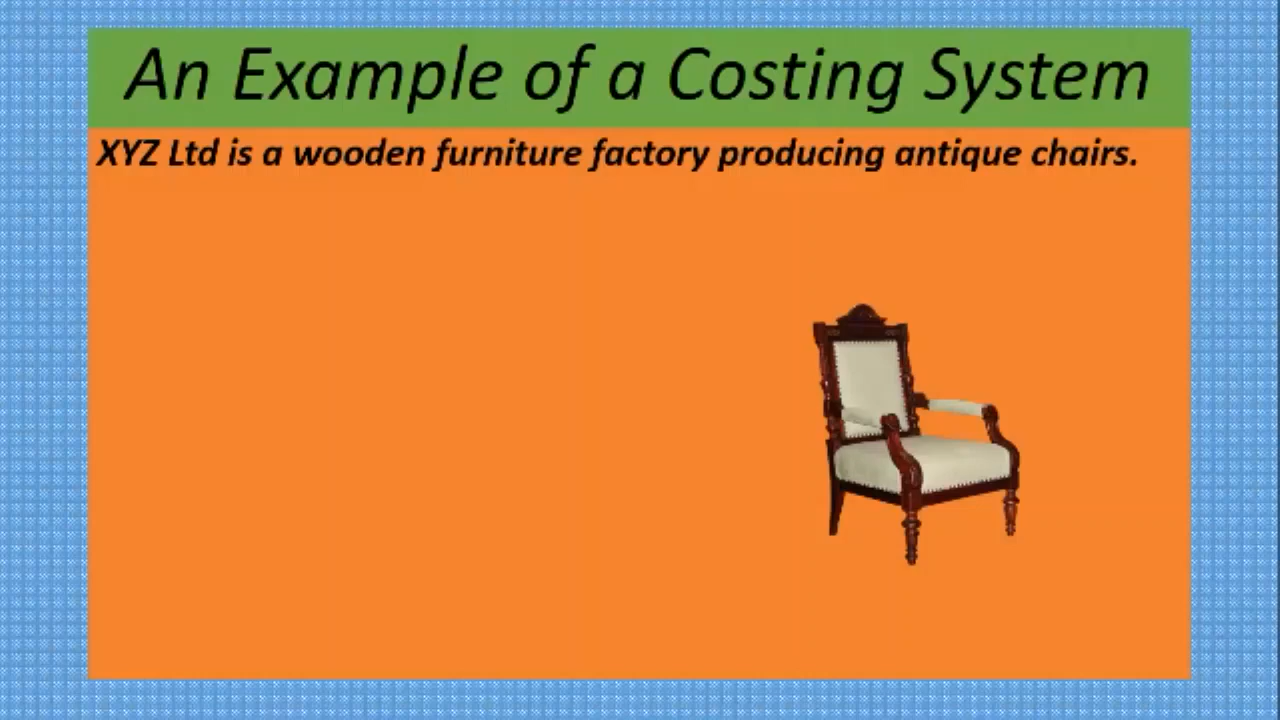 An Example of a Costing System
XYZ Ltd is a wooden furniture factory producing antique chairs.